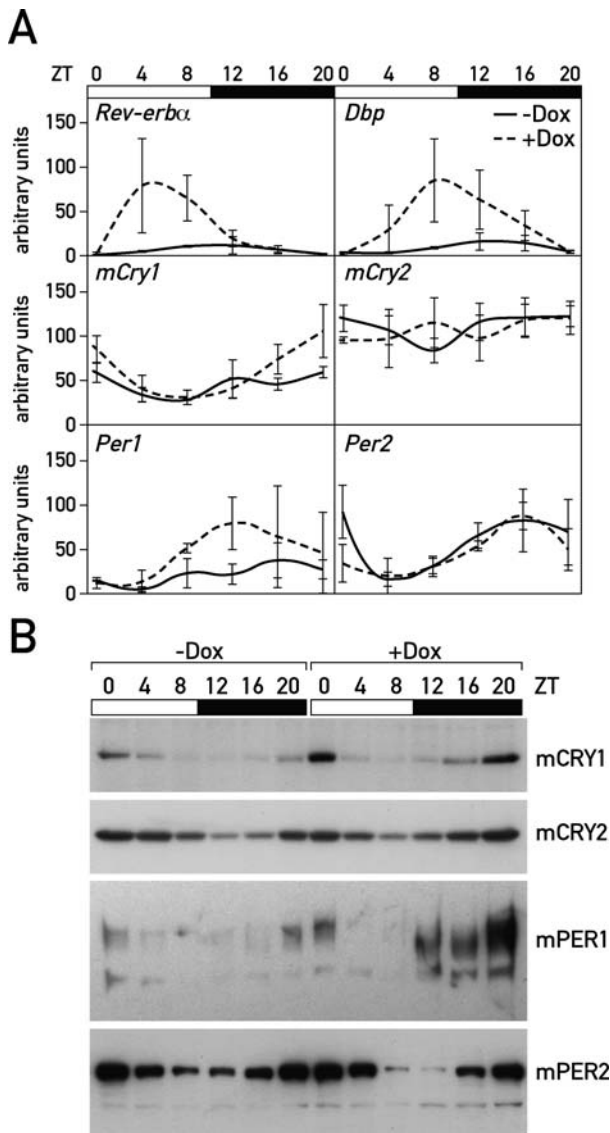 A
ZT 0 4 8 12 16 20 0 4 8 12 16 20
Rev-erbα Dbp
-Dox
+Dox
arbitrary units
150
100
50
0
mCry1 mCry2
arbitrary units
150
100
50
0
Per1 Per2
arbitrary units
150
100
50
0
B
-Dox +Dox
0 4 8 12 16 20 0 4 8 12 16 20 ZT
mCRY1
mCRY2
mPER1
mPER2